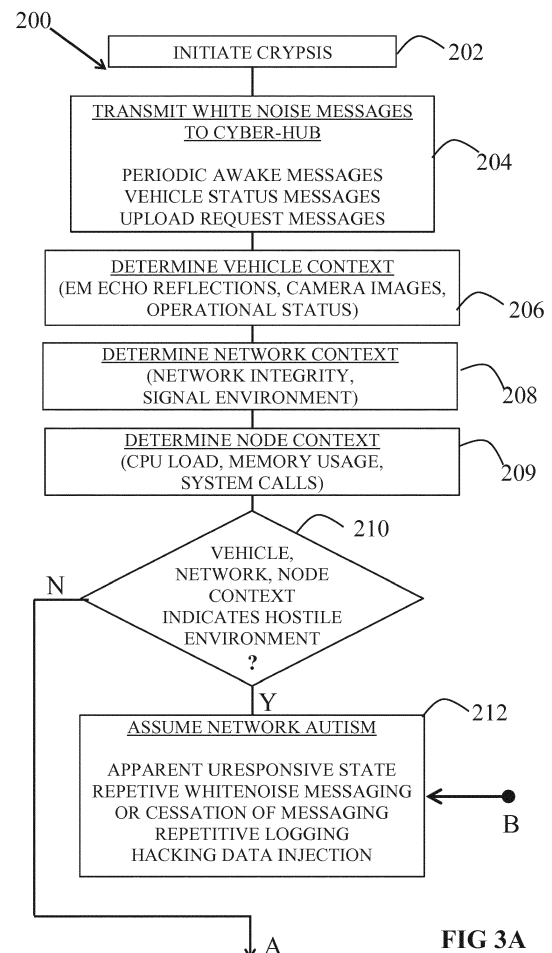 200
INITIATE CRYPSIS
202
TRANSMIT WHITE NOISE MESSAGES
TO CYBER-HUB
PERIODIC AWAKE MESSAGES
VEHICLE STATUS MESSAGES
UPLOAD REQUEST MESSAGES
204
DETERMINE VEHICLE CONTEXT
(EM ECHO REFLECTIONS, CAMERA IMAGES,
OPERATIONAL STATUS)
206
DETERMINE NETWORK CONTEXT
(NETWORK INTEGRITY,
SIGNAL ENVIRONMENT)
208
DETERMINE NODE CONTEXT
(CPU LOAD, MEMORY USAGE,
SYSTEM CALLS)
209
210
VEHICLE,
NETWORK, NODE
CONTEXT
INDICATES HOSTILE
ENVIRONMENT
?
N
Y
212
ASSUME NETWORK AUTISM
APPARENT URESPONSIVE STATE
REPETIVE WHITENOISE MESSAGING
OR CESSATION OF MESSAGING
REPETITIVE LOGGING
HACKING DATA INJECTION
B
A
FIG 3A